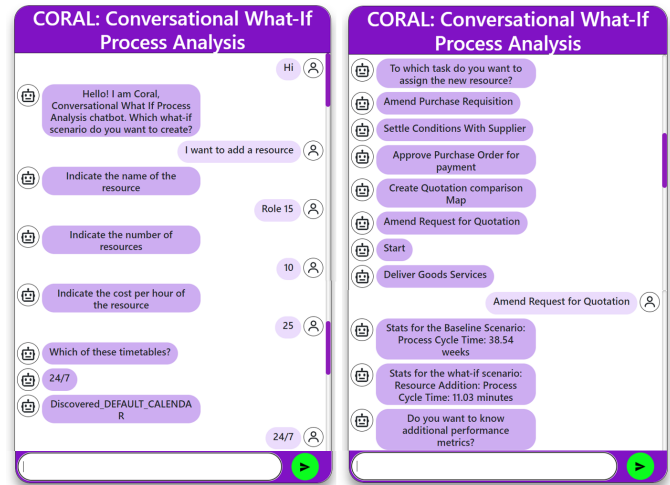 CORAL: Conversational What-If
Process Analysis
Hi
Hello! I am Coral,
Conversational What If Process
Analysis chatbot. Which what-if
scenario do you want to create?
I want to add a resource
Indicate the name of the
resource
Role 15
Indicate the number of
resources
10
Indicate the cost per hour of
the resource
25
Which of these timetables?
24/7
Discovered_DEFAULT_CALENDA
R
24/7
CORAL: Conversational What-If
Process Analysis
To which task do you want to
assign the new resource?
Amend Purchase Requisition
Settle Conditions With Supplier
Approve Purchase Order for
payment
Create Quotation comparison
Map
Amend Request for Quotation
Start
Deliver Goods Services
Amend Request for Quotation
Stats for the Baseline Scenario:
Process Cycle Time: 38.54
weeks
Stats for the what-if scenario:
Resource Addition: Process
Cycle Time: 11.03 minutes
Do you want to know
additional performance
metrics?